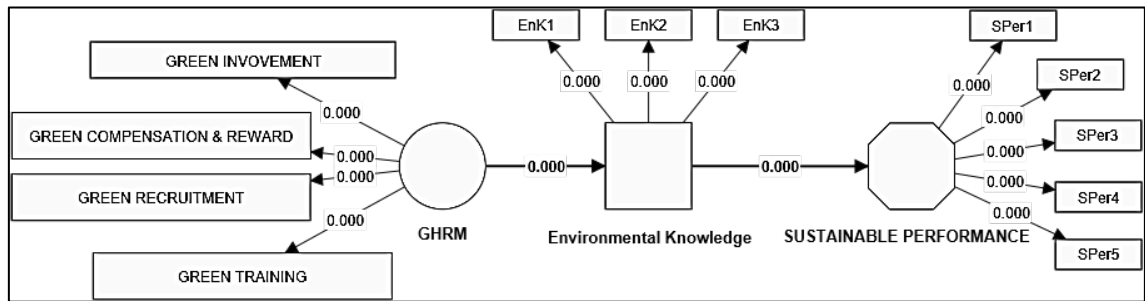 EnK1
EnK2
EnK3
SPer1
GREEN INVOVEMENT
0.000
0.000
0.000
0.000
SPer2
0.000
0.000
GREEN COMPENSATION & REWARD
0.000
0.000
SPer3
0.000
0.000
0.000
0.000
GREEN RECRUITMENT
0.000
SPer4
0.000
0.000
GHRM
Environmental Knowledge
SUSTAINABLE PERFORMANCE
SPer5
GREEN TRAINING